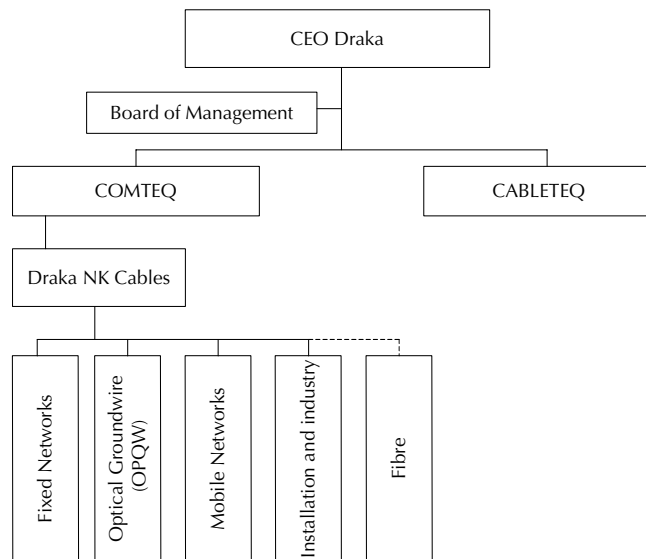 CEO Draka
Board of Management
COMTEQ
CABLETEQ
Draka NK Cables
Fixed Networks
Optical Groundwire
(OPQW)
Mobile Networks
Installation and industry
Fibre